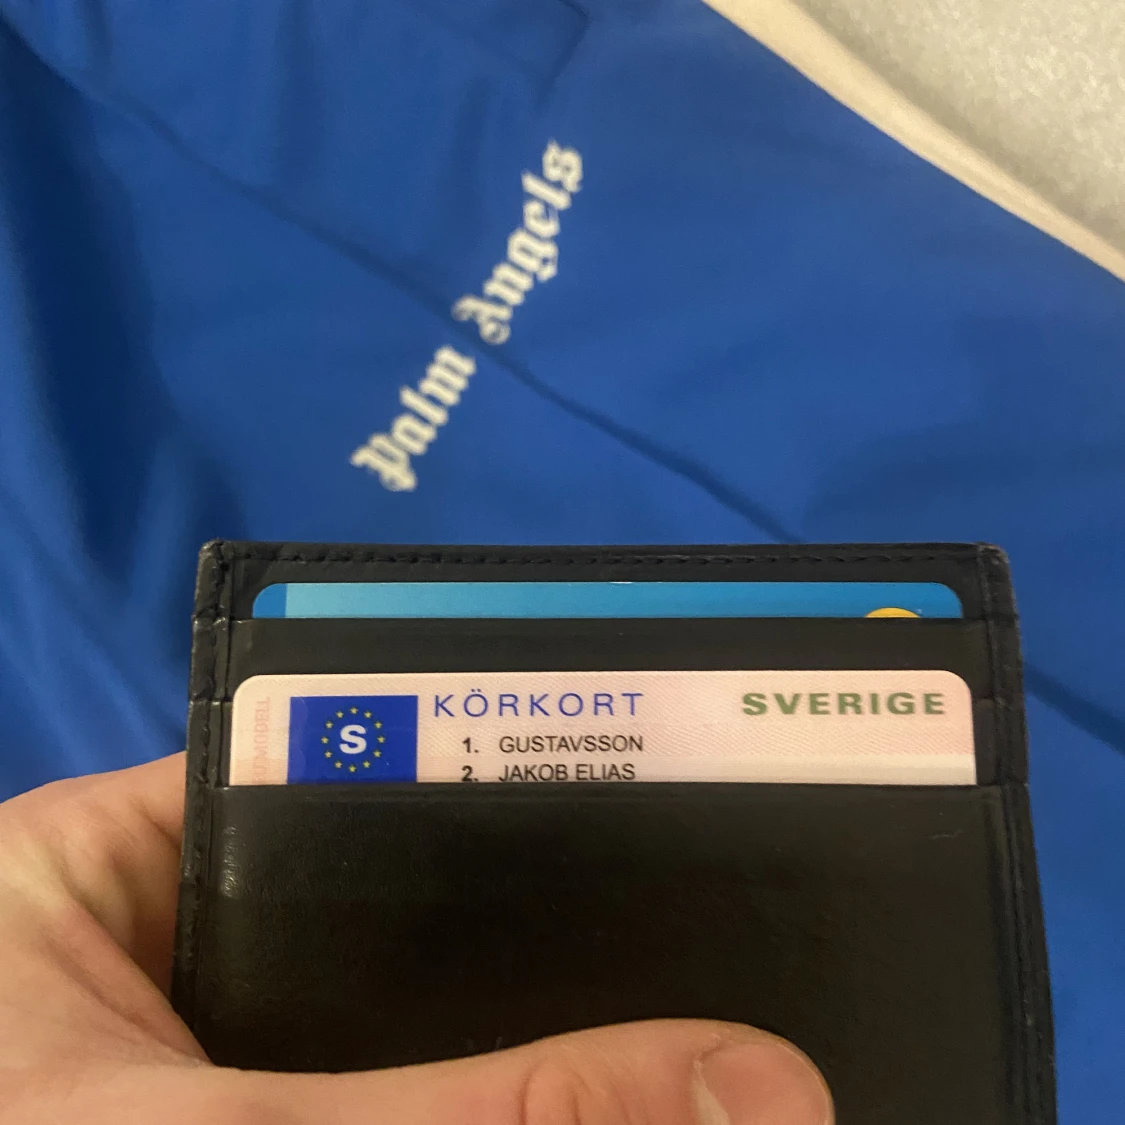 Palm Angels
KÖRKORT SVERIGE
S
1. GUSTAVSSON
2. JAKOB ELIAS